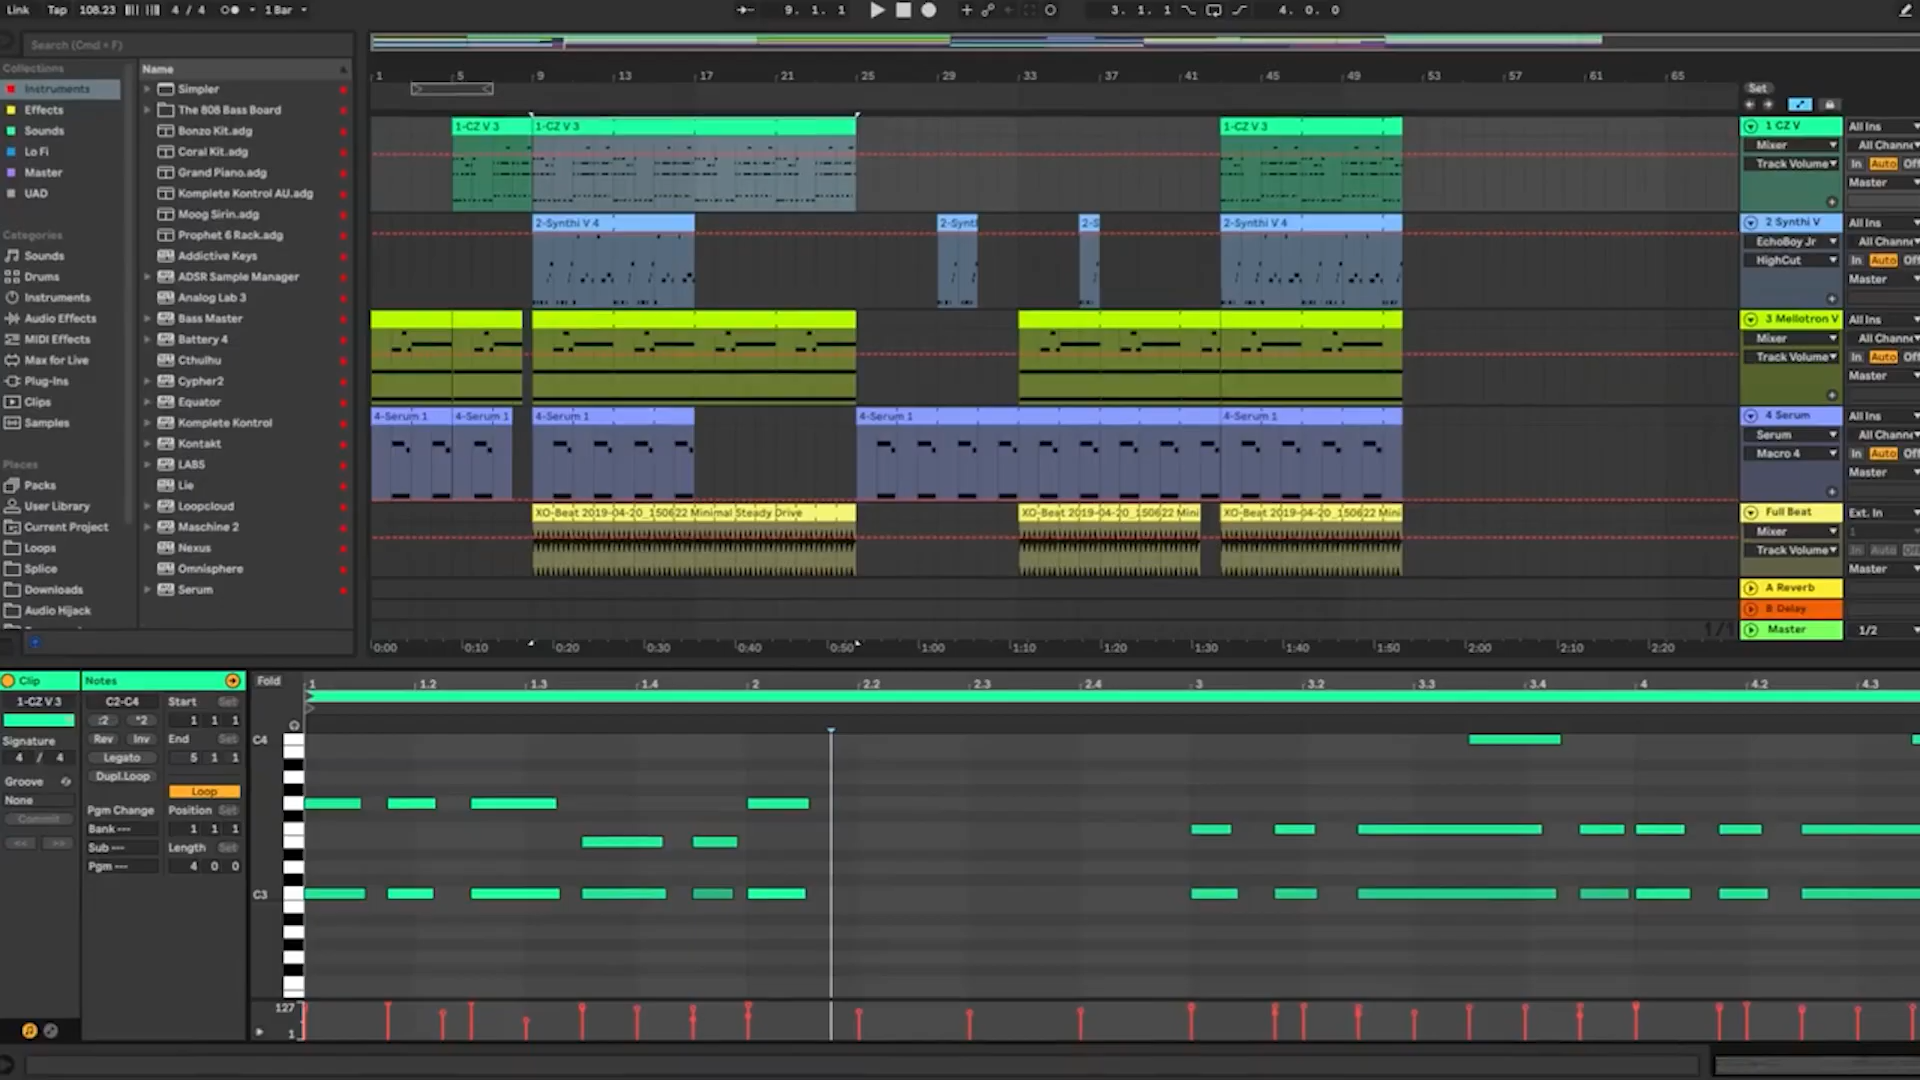 Link Tap 108.23 4 / 4 1 Bar 9. 1. 1 3. 1. 1 4. 0. 0
Search (Cmd + F)
Collections
Instruments
Effects
Sounds
Lo Fi
Master
UAD
Categories
Sounds
Drums
Instruments
Audio Effects
MIDI Effects
Max for Live
Plug-Ins
Clips
Samples
Places
Packs
User Library
Current Project
Loops
Splice
Downloads
Audio Hijack
Name
Simpler
The 808 Bass Board
Bonzo Kit.adg
Coral Kit.adg
Grand Piano.adg
Komplete Kontrol AU.adg
Moog Sirin.adg
Prophet 6 Rack.adg
Addictive Keys
ADSR Sample Manager
Analog Lab 3
Bass Master
Battery 4
Cthulhu
Cypher2
Equator
Komplete Kontrol
Kontakt
LABS
Lie
Loopcloud
Maschine 2
Nexus
Omnisphere
Serum
1 5 9 13 17 21 25 29 33 37 41 45 49 53 57 61 65
Set
1-CZ V 3 1-CZ V 3 1-CZ V 3
2-Synthi V 4 2-Synt 2-S 2-Synthi V 4
4-Serum 1 4-Serum 1 4-Serum 1 4-Serum 1 4-Serum 1
XO-Beat 2019-04-20_150622 Minimal Steady Drive XO-Beat 2019-04-20_150622 Mini XO-Beat 2019-04-20_150622 Mini
1/1
0:00 0:10 0:20 0:30 0:40 0:50 1:00 1:10 1:20 1:30 1:40 1:50 2:00 2:10 2:20
1 CZ V All Ins
Mixer All Channe
Track Volume In Auto Off
Master
2 Synthi V All Ins
EchoBoy Jr All Channe
HighCut In Auto Off
Master
3 Mellotron V All Ins
Mixer All Channe
Track Volume In Auto Off
Master
4 Serum All Ins
Serum All Channe
Macro 4 In Auto Off
Master
Full Beat Ext. In
Mixer 1
Track Volume In Auto Off
Master
A Reverb
B Delay
Master 1/2
Clip
1-CZ V 3
Signature
4 / 4
Groove
None
Commit
<< >>
Notes
C2-C4 Start Set
:2 *2 1 1 1
Rev Inv End Set
Legato 5 1 1
Dupl.Loop
Loop
Pgm Change Position Set
Bank --- 1 1 1
Sub --- Length Set
Pgm --- 4 0 0
Fold 1 1.2 1.3 1.4 2 2.2 2.3 2.4 3 3.2 3.3 3.4 4 4.2 4.3
C4
C3
127
1